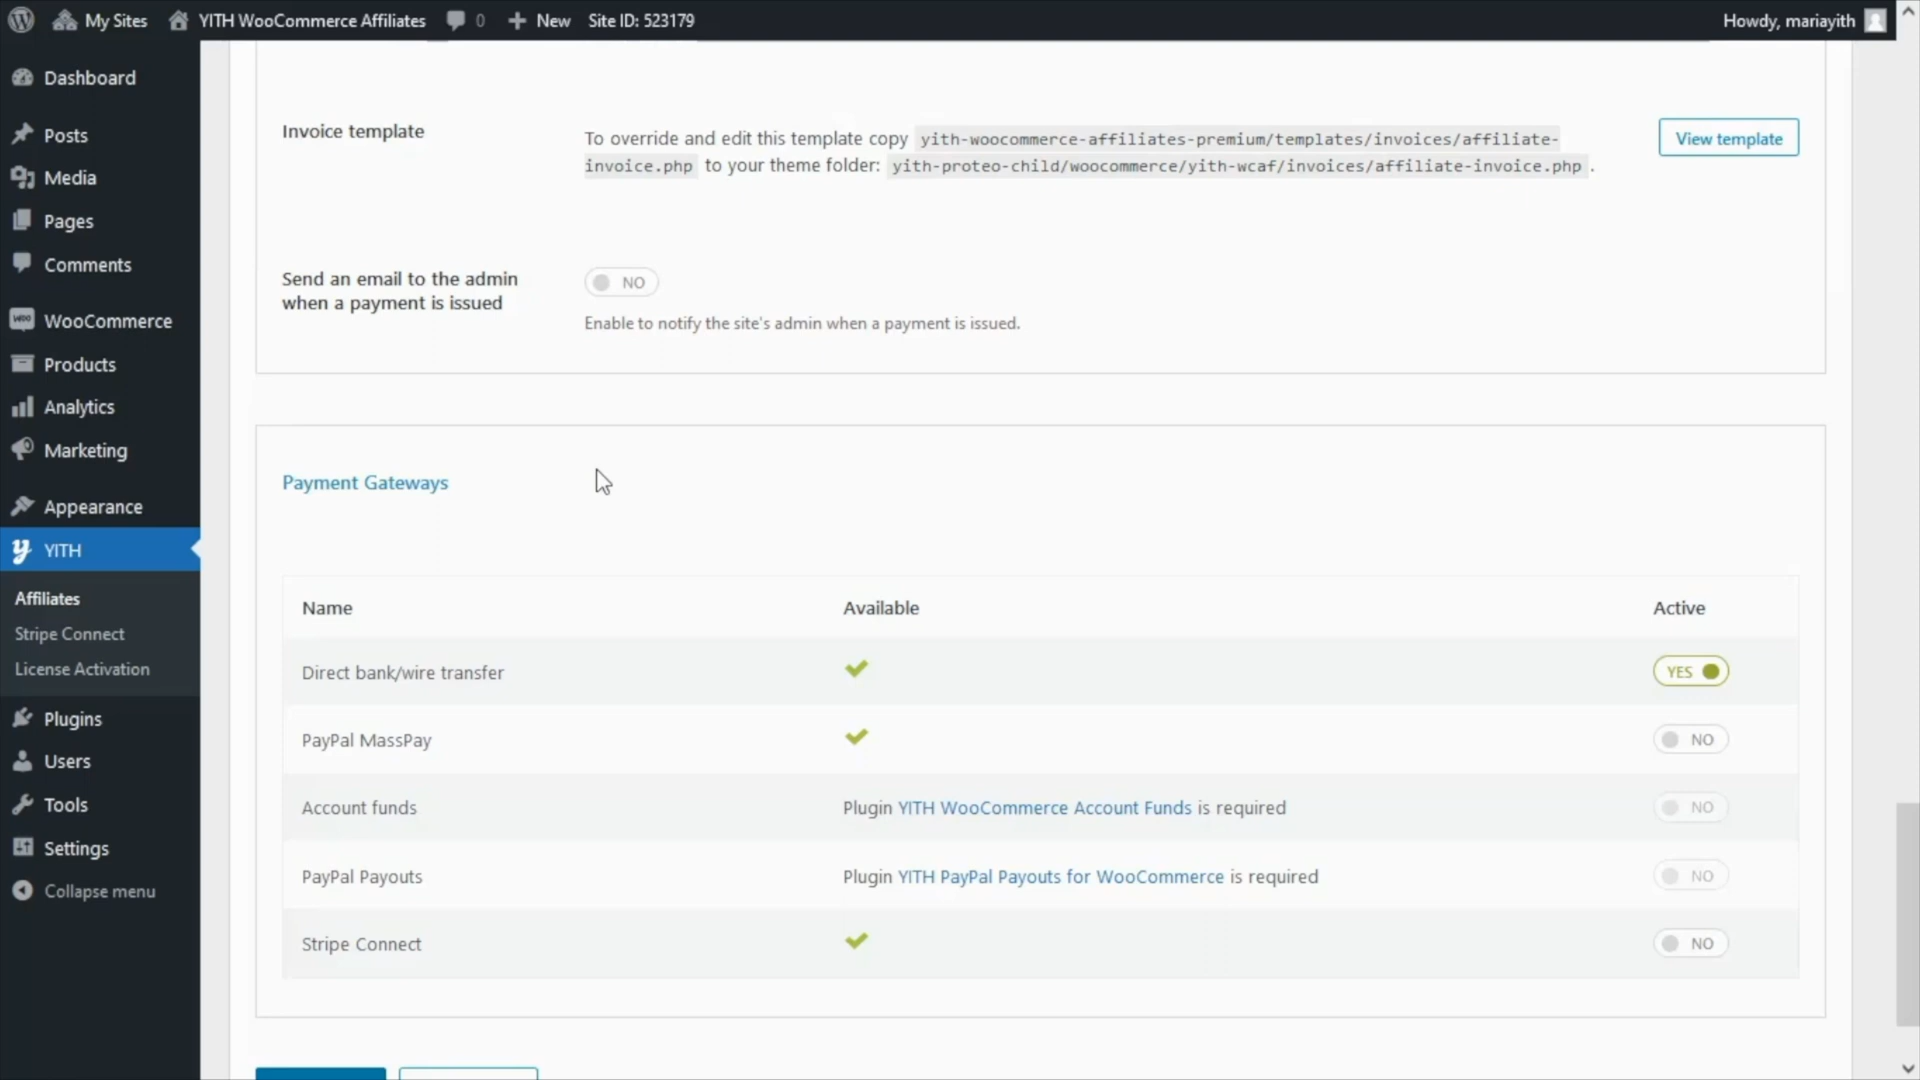 My Sites YITH WooCommerce Affiliates 0 New Site ID: 523179 Howdy, mariayith
Dashboard
Posts
Media
Pages
Comments
WooCommerce
Products
Analytics
Marketing
Appearance
YITH
Affiliates
Stripe Connect
License Activation
Plugins
Users
Tools
Settings
Collapse menu
Invoice template
To override and edit this template copy yith-woocommerce-affiliates-premium/templates/invoices/affiliate-
invoice.php to your theme folder: yith-proteo-child/woocommerce/yith-wcaf/invoices/affiliate-invoice.php .
View template
Send an email to the admin
when a payment is issued
NO
Enable to notify the site's admin when a payment is issued.
Payment Gateways
Name Available Active
Direct bank/wire transfer YES
PayPal MassPay NO
Account funds Plugin YITH WooCommerce Account Funds is required NO
PayPal Payouts Plugin YITH PayPal Payouts for WooCommerce is required NO
Stripe Connect NO